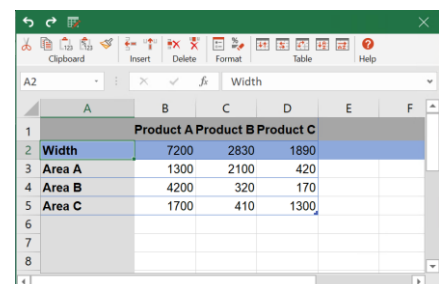 Clipboard Insert Delete Format Table Help
A2 fx Width
A B C D E F
1 Product A Product B Product C
2 Width 7200 2830 1890
3 Area A 1300 2100 420
4 Area B 4200 320 170
5 Area C 1700 410 1300
6
7
8